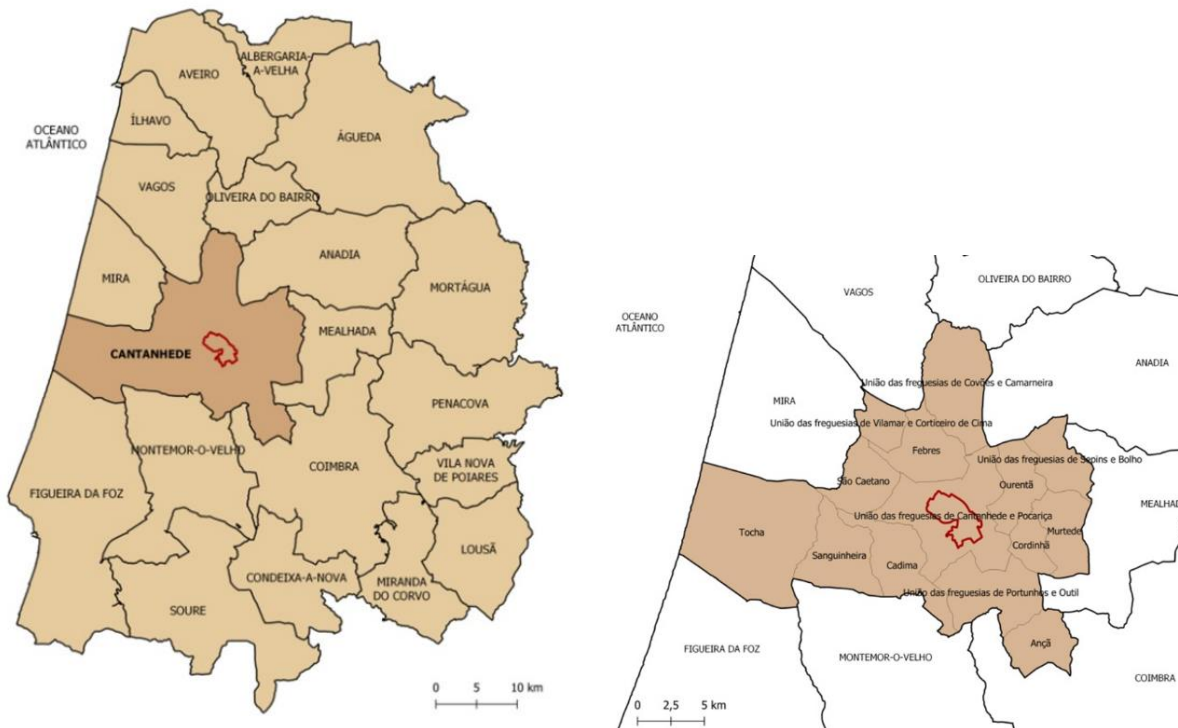 ALBERGARIA-
A-VELHA
AVEIRO
ÍLHAVO
OCEANO
ATLÂNTICO
ÁGUEDA
VAGOS
OLIVEIRA DO BAIRRO
ANADIA
MIRA
MORTÁGUA
MEALHADA
CANTANHEDE
PENACOVA
MONTEMOR-O-VELHO
COIMBRA
VILA NOVA
DE POIARES
FIGUEIRA DA FOZ
LOUSÃ
CONDEIXA-A-NOVA
MIRANDA
DO CORVO
SOURE
0 5 10 km
OLIVEIRA DO BAIRRO
VAGOS
OCEANO
ATLÂNTICO
ANADIA
União das freguesias de Covões e Camarneira
MIRA
União das freguesias de Vilamar e Corticeiro de Cima
Febres
União das freguesias de Sepins e Bolho
São Caetano
Ourentã
MEALHAD
União das freguesias de Cantanhede e Pocariça
Tocha
Murtede
Sanguinheira
Cordinhã
Cadima
União das freguesias de Portunhos e Outil
Ançã
FIGUEIRA DA FOZ
MONTEMOR-O-VELHO
COIMBRA
0 2,5 5 km